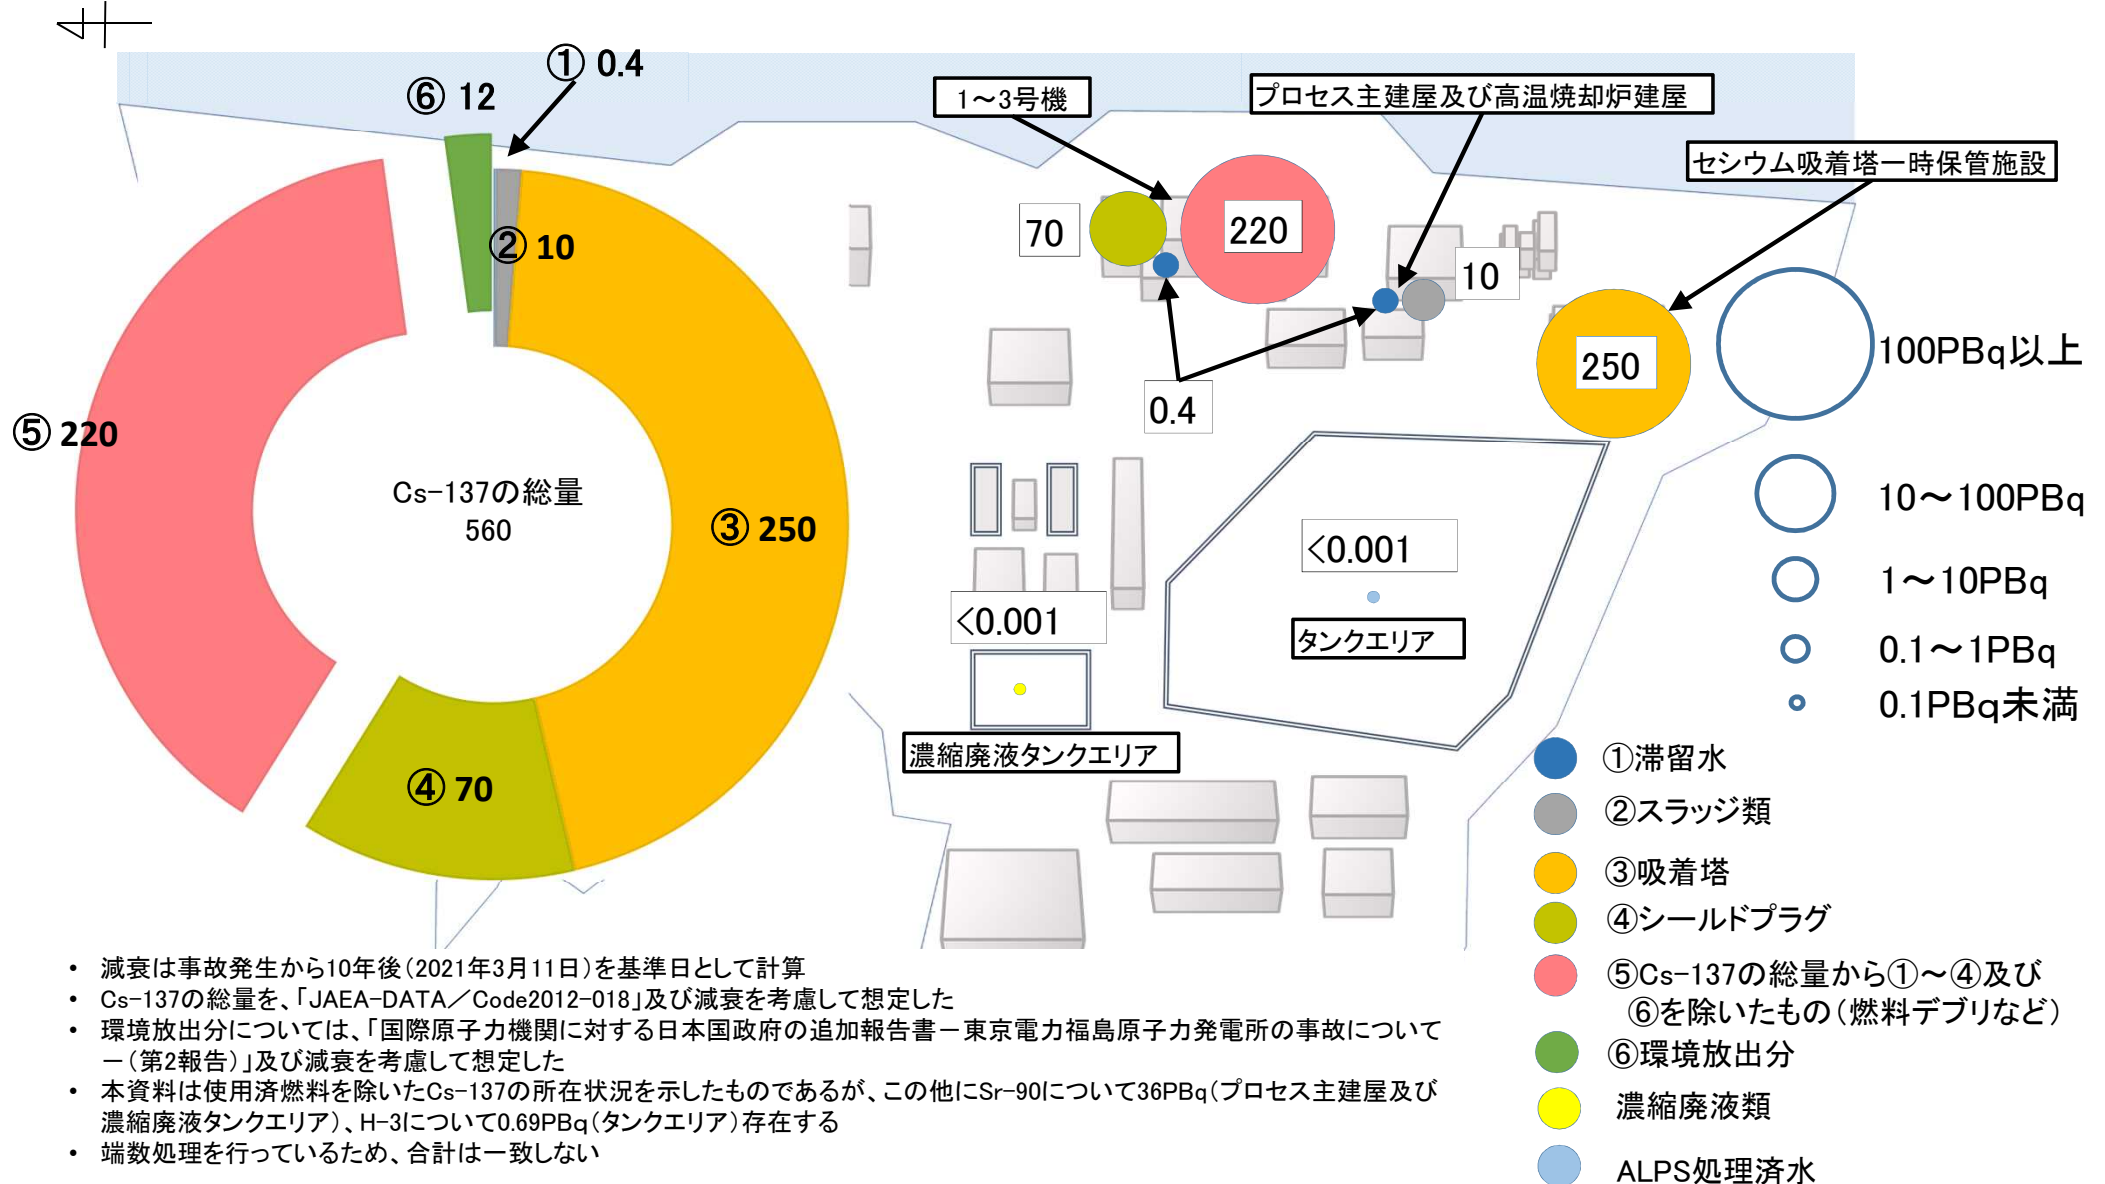 ① 0.4
⑥ 12
② 10
⑤ 220
③ 250
④ 70
Cs-137の総量
560
1～3号機
プロセス主建屋及び高温焼却炉建屋
セシウム吸着塔一時保管施設
70
220
10
250
0.4
<0.001
タンクエリア
<0.001
濃縮廃液タンクエリア
100PBq以上
10～100PBq
1～10PBq
0.1～1PBq
0.1PBq未満
①滞留水
②スラッジ類
③吸着塔
④シールドプラグ
⑤Cs-137の総量から①～④及び
⑥を除いたもの（燃料デブリなど）
⑥環境放出分
濃縮廃液類
ALPS処理済水
• 減衰は事故発生から10年後（2021年3月11日）を基準日として計算
• Cs-137の総量を、「JAEA-DATA／Code2012-018」及び減衰を考慮して想定した
• 環境放出分については、「国際原子力機関に対する日本国政府の追加報告書－東京電力福島原子力発電所の事故について
－（第2報告）」及び減衰を考慮して想定した
• 本資料は使用済燃料を除いたCs-137の所在状況を示したものであるが、この他にSr-90について36PBq（プロセス主建屋及び
濃縮廃液タンクエリア）、H-3について0.69PBq（タンクエリア）存在する
• 端数処理を行っているため、合計は一致しない